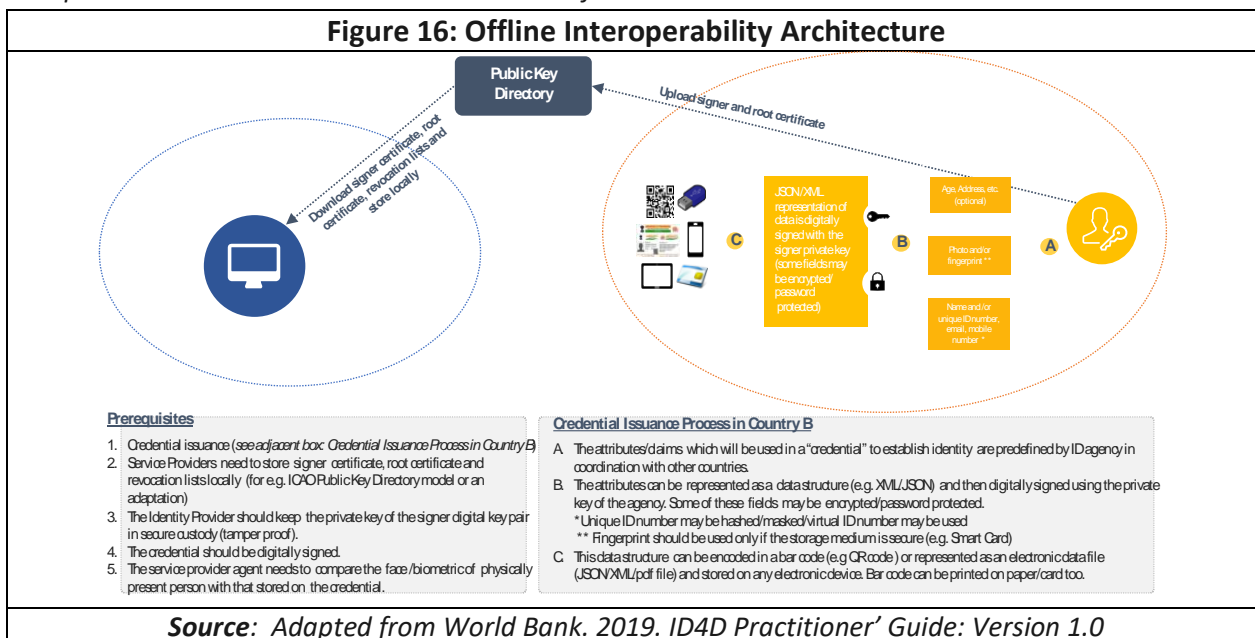 Figure 16: Offline Interoperability Architecture
Public Key
Directory
Upload signer and root certificate
Download signer certificate, root
certificate, revocation lists and
store locally
JSON/XML
representation of
data is digitally
signed with the
signer private key
(some fields may
be encrypted/
password
protected)
Age, Address, etc.
(optional)
Photo and/or
fingerprint **
Name and/or
unique ID number,
email, mobile
number *
C
B
A
Prerequisites
1. Credential issuance (see adjacent box: Credential Issuance Process in Country B)
2. Service Providers need to store signer certificate, root certificate and
revocation lists locally (for e.g. ICAO Public Key Directory model or an
adaptation)
3. The Identity Provider should keep the private key of the signer digital key pair
in secure custody (tamper proof).
4. The credential should be digitally signed.
5. The service provider agent needs to compare the face/biometric of physically
present person with that stored on the credential.
Credential Issuance Process in Country B
A. The attributes/claims which will be used in a "credential" to establish identity are predefined by ID agency in
coordination with other countries.
B. The attributes can be represented as a data structure (e.g. XML/JSON) and then digitally signed using the private
key of the agency. Some of these fields may be encrypted/password protected.
* Unique ID number may be hashed/masked/virtual ID number may be used
** Fingerprint should be used only if the storage medium is secure (e.g. Smart Card)
C. This data structure can be encoded in a bar code (e.g QR code ) or represented as an electronic data file
(JSON/XML/pdf file) and stored on any electronic device. Bar code can be printed on paper/card too.
Source: Adapted from World Bank. 2019. ID4D Practitioner' Guide: Version 1.0